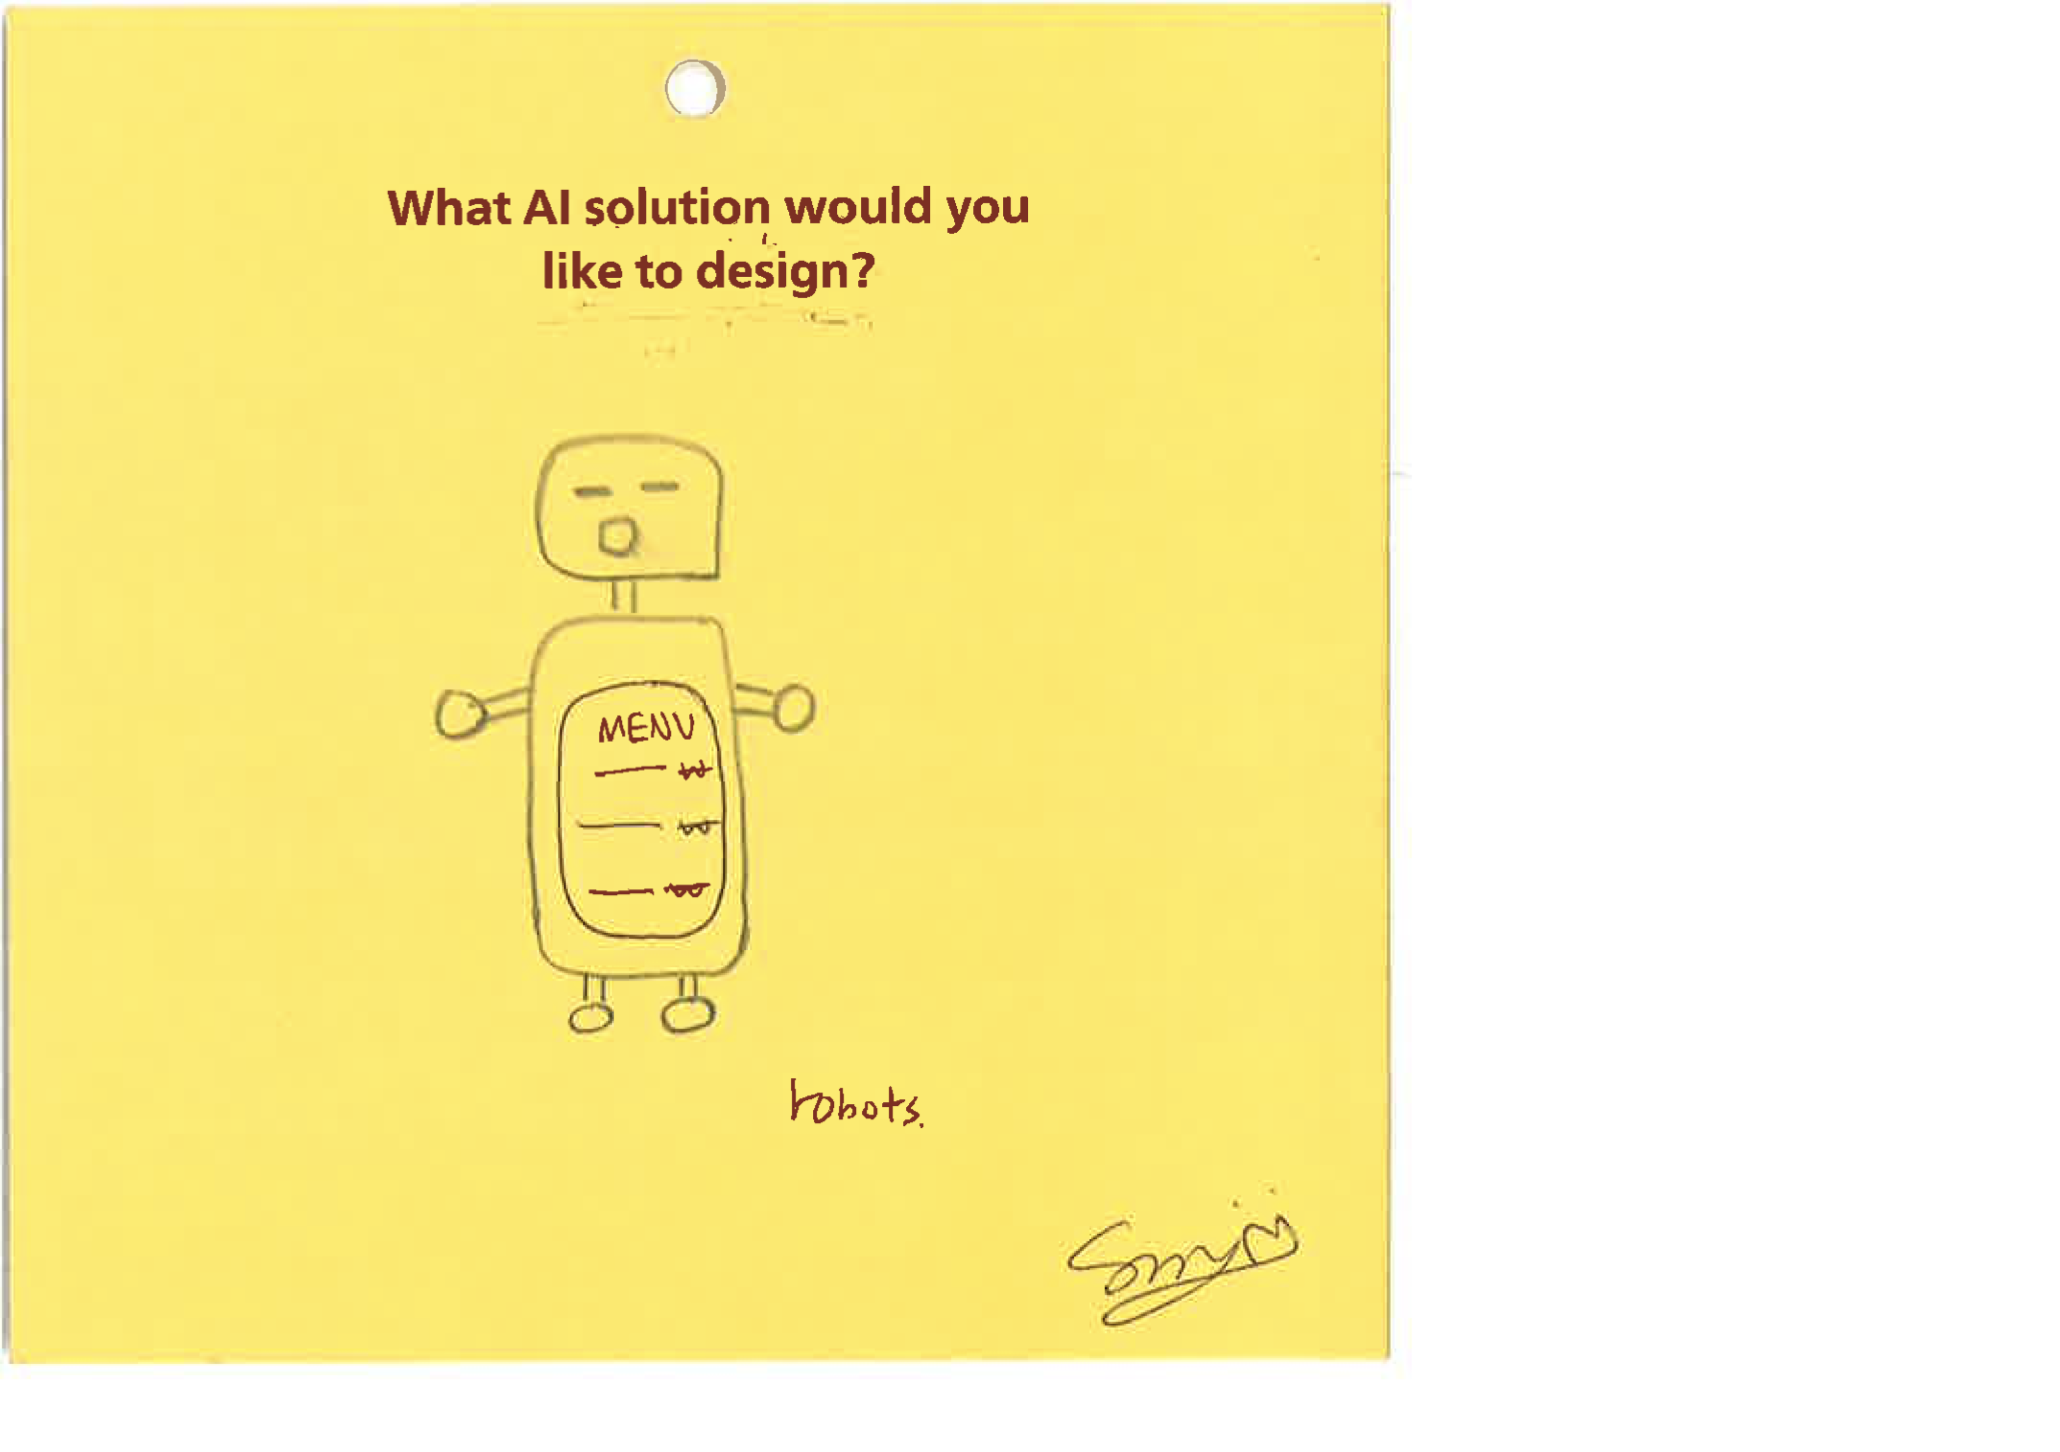 What AI solution would you
like to design?
MENU
₩
₩
₩
robots.